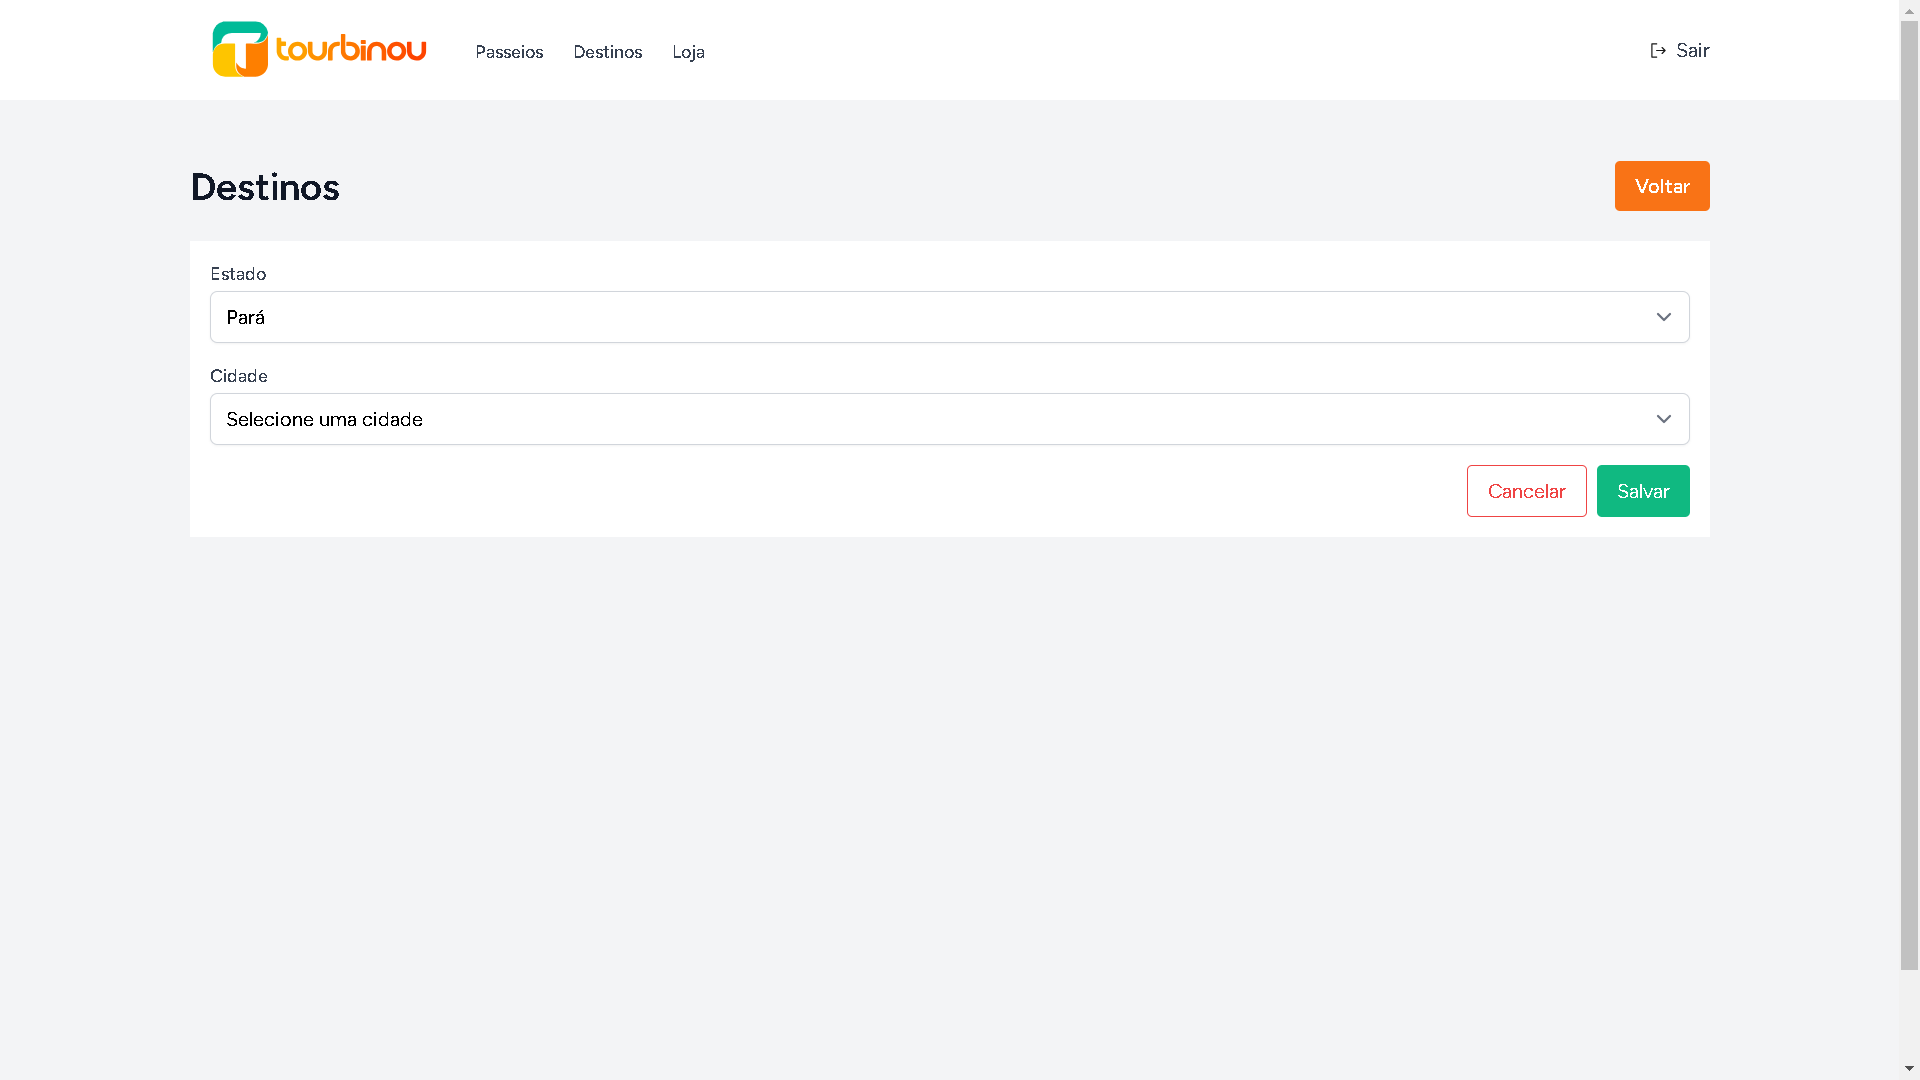 tourbinou
Passeios
Destinos
Loja
Sair
Destinos
Voltar
Estado
Pará
Cidade
Selecione uma cidade
Cancelar
Salvar